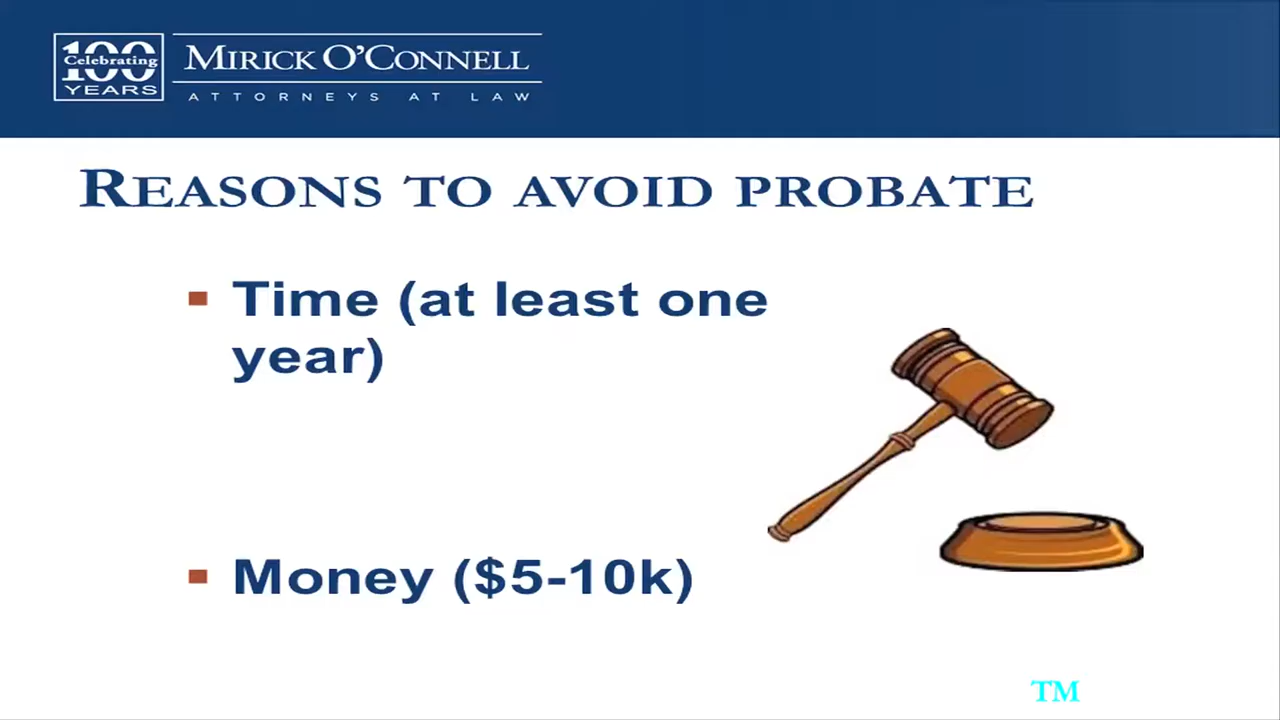 100
Celebrating
YEARS
MIRICK O'CONNELL
ATTORNEYS AT LAW
REASONS TO AVOID PROBATE
▪ Time (at least one
year)
▪ Money ($5-10k)
TM